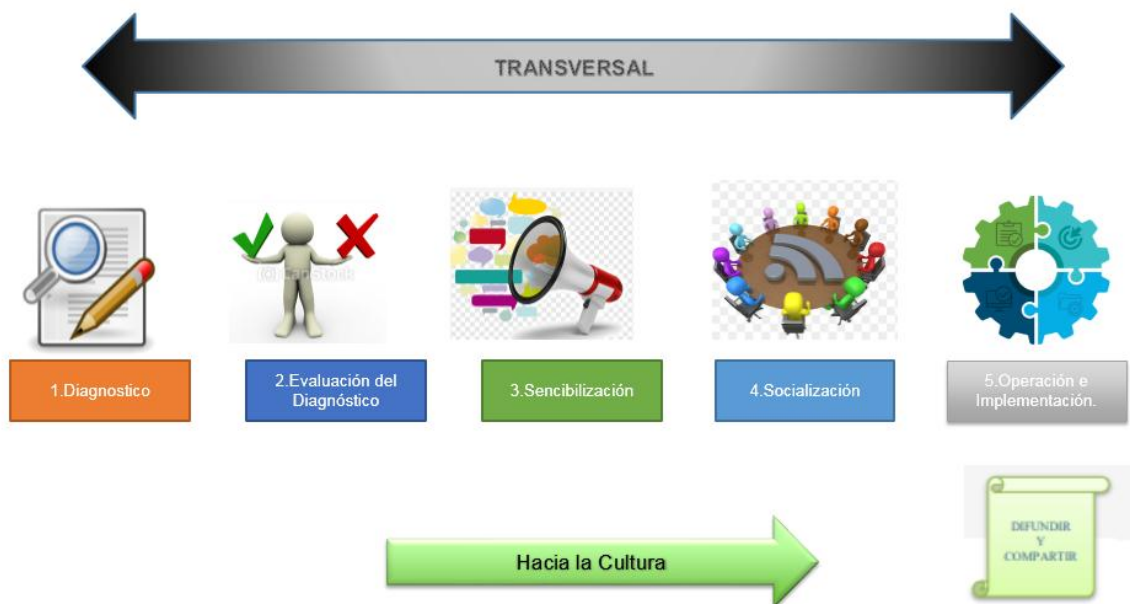 TRANSVERSAL
1.Diagnostico
2.Evaluación del
Diagnóstico
3.Sencibilización
4.Socialización
5.Operación e
Implementación.
Hacia la Cultura
DIFUNDIR
Y
COMPARTIR